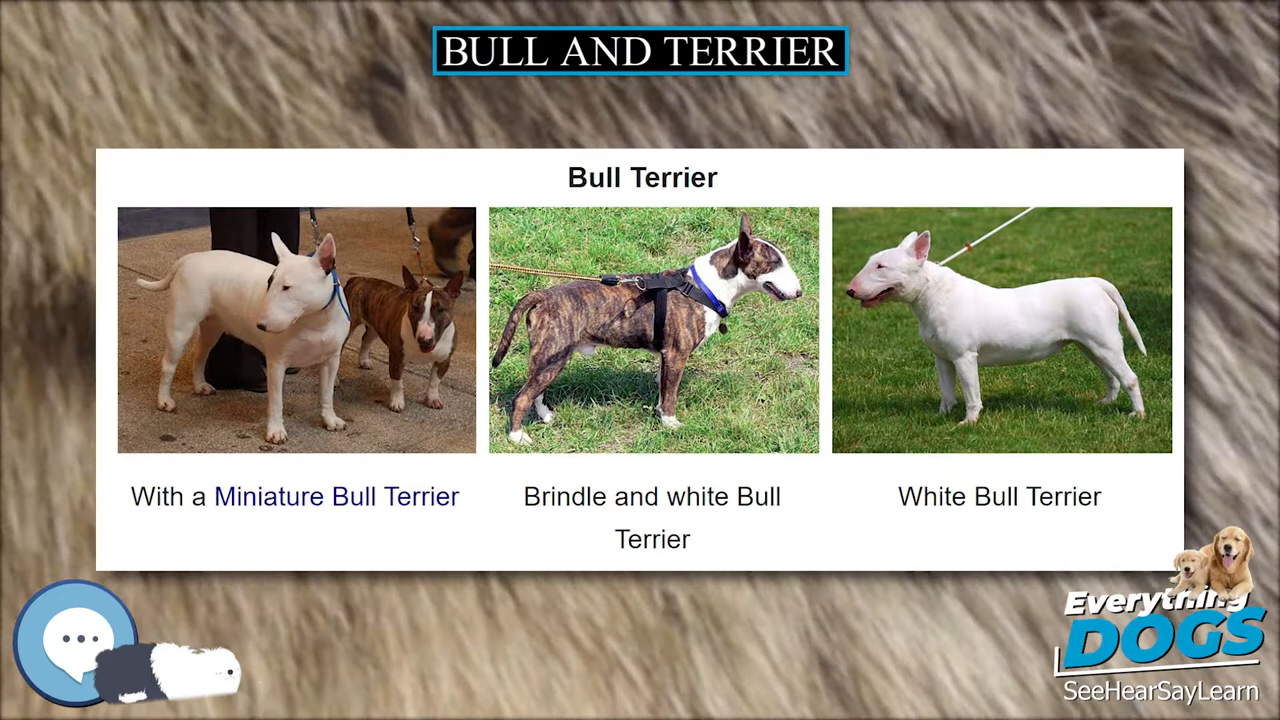 BULL AND TERRIER
Bull Terrier
With a Miniature Bull Terrier
Brindle and white Bull
Terrier
White Bull Terrier
Everything
DOGS
SeeHearSayLearn